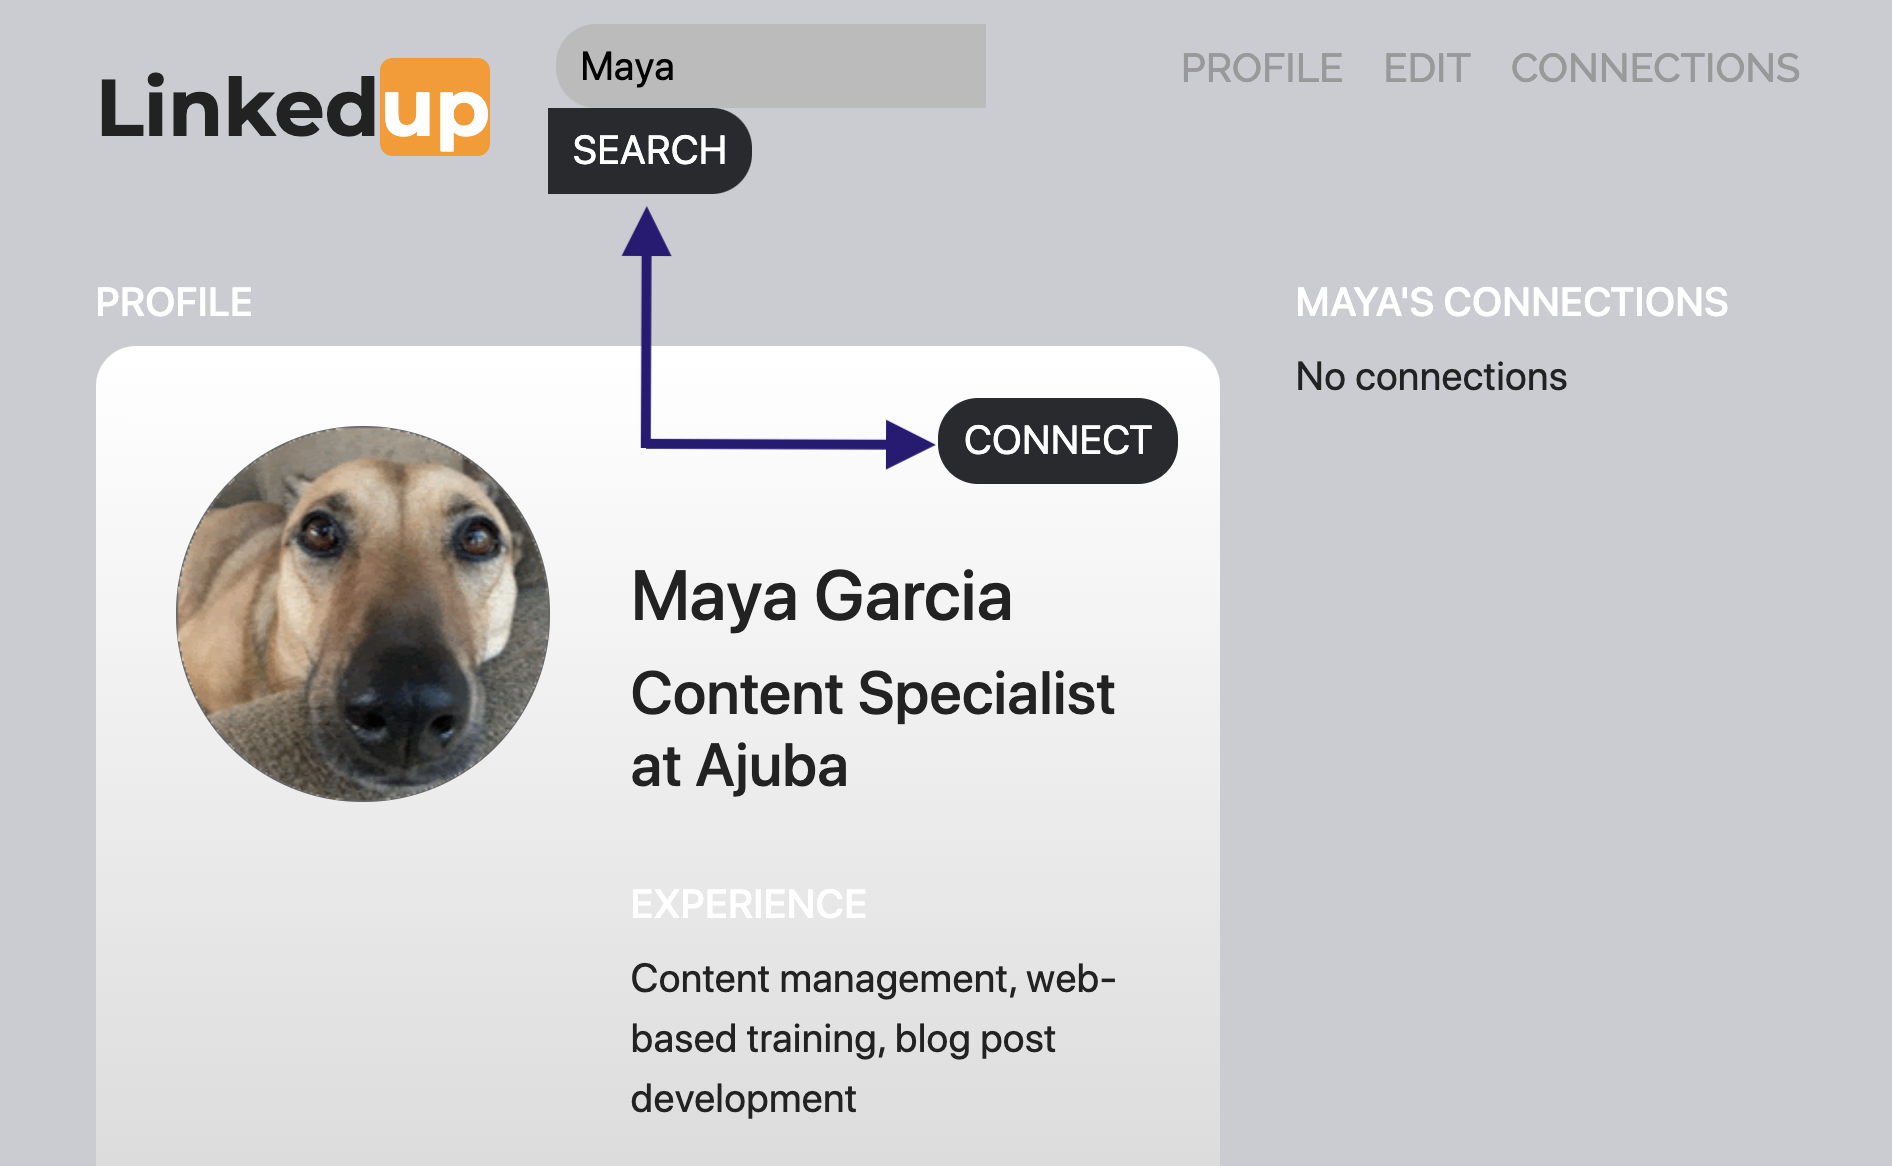 Linkedup
Maya
SEARCH
PROFILE EDIT CONNECTIONS
PROFILE
CONNECT
Maya Garcia
Content Specialist
at Ajuba
EXPERIENCE
Content management, web-
based training, blog post
development
MAYA'S CONNECTIONS
No connections